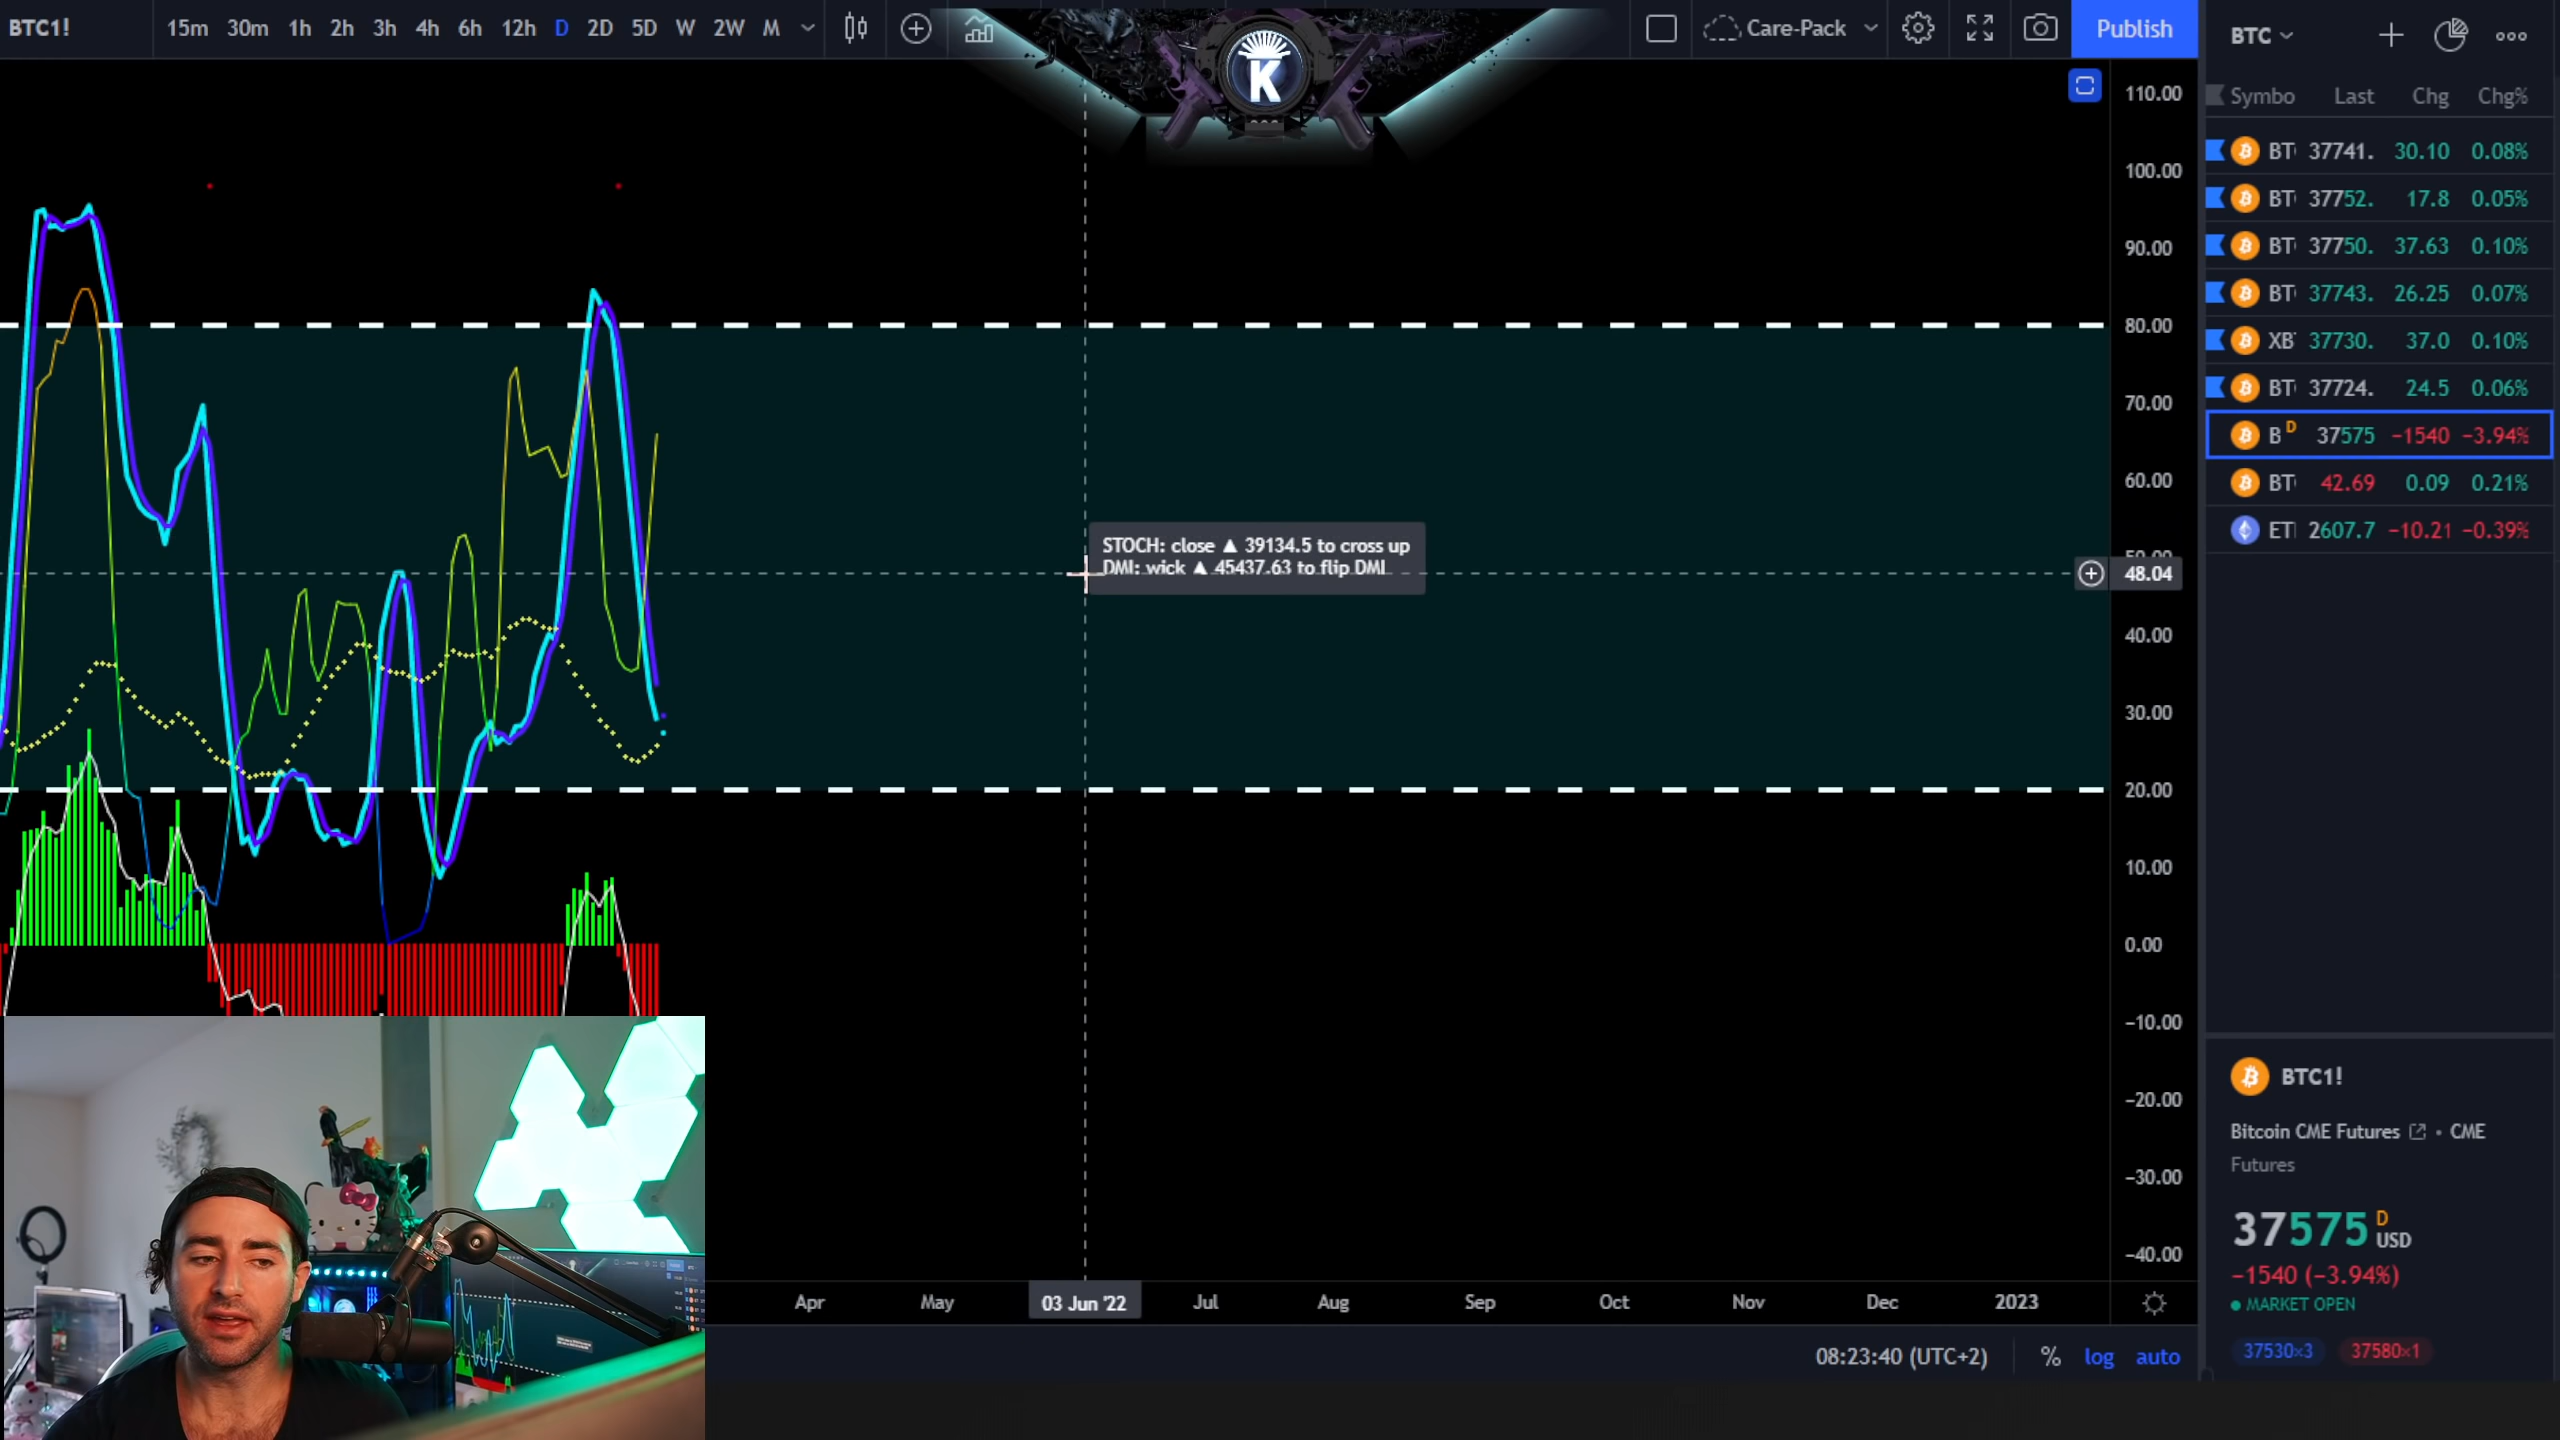 BTC1! 15m 30m 1h 2h 3h 4h 6h 12h D 2D 5D W 2W M Care-Pack Publish
BTC
Symbo Last Chg Chg%
BT 37741. 30.10 0.08%
BT 37752. 17.8 0.05%
BT 37750. 37.63 0.10%
BT 37743. 26.25 0.07%
XB 37730. 37.0 0.10%
BT 37724. 24.5 0.06%
B D 37575 −1540 −3.94%
BT 42.69 0.09 0.21%
ET 2607.7 −10.21 −0.39%
K
110.00
100.00
90.00
80.00
70.00
60.00
50.00
48.04
40.00
30.00
20.00
10.00
0.00
−10.00
−20.00
−30.00
−40.00
STOCH: close ▲ 39134.5 to cross up
DMI: wick ▲ 45437.63 to flip DMI
Apr May 03 Jun '22 Jul Aug Sep Oct Nov Dec 2023
08:23:40 (UTC+2) % log auto
BTC1!
Bitcoin CME Futures • CME
Futures
37575 D USD
−1540 (−3.94%)
MARKET OPEN
37530×3 37580×1